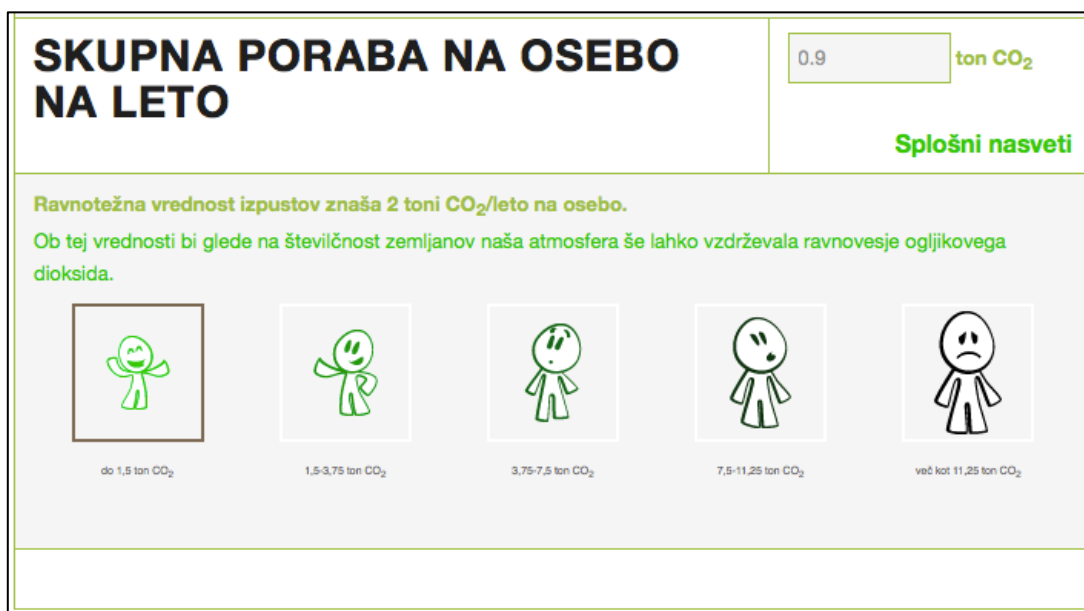 SKUPNA PORABA NA OSEBO
NA LETO
0.9 ton CO₂
Splošni nasveti
Ravnotežna vrednost izpustov znaša 2 toni CO₂/leto na osebo.
Ob tej vrednosti bi glede na številčnost zemljanov naša atmosfera še lahko vzdrževala ravnovesje ogljikovega
dioksida.
do 1,5 ton CO₂
1,5-3,75 ton CO₂
3,75-7,5 ton CO₂
7,5-11,25 ton CO₂
več kot 11,25 ton CO₂